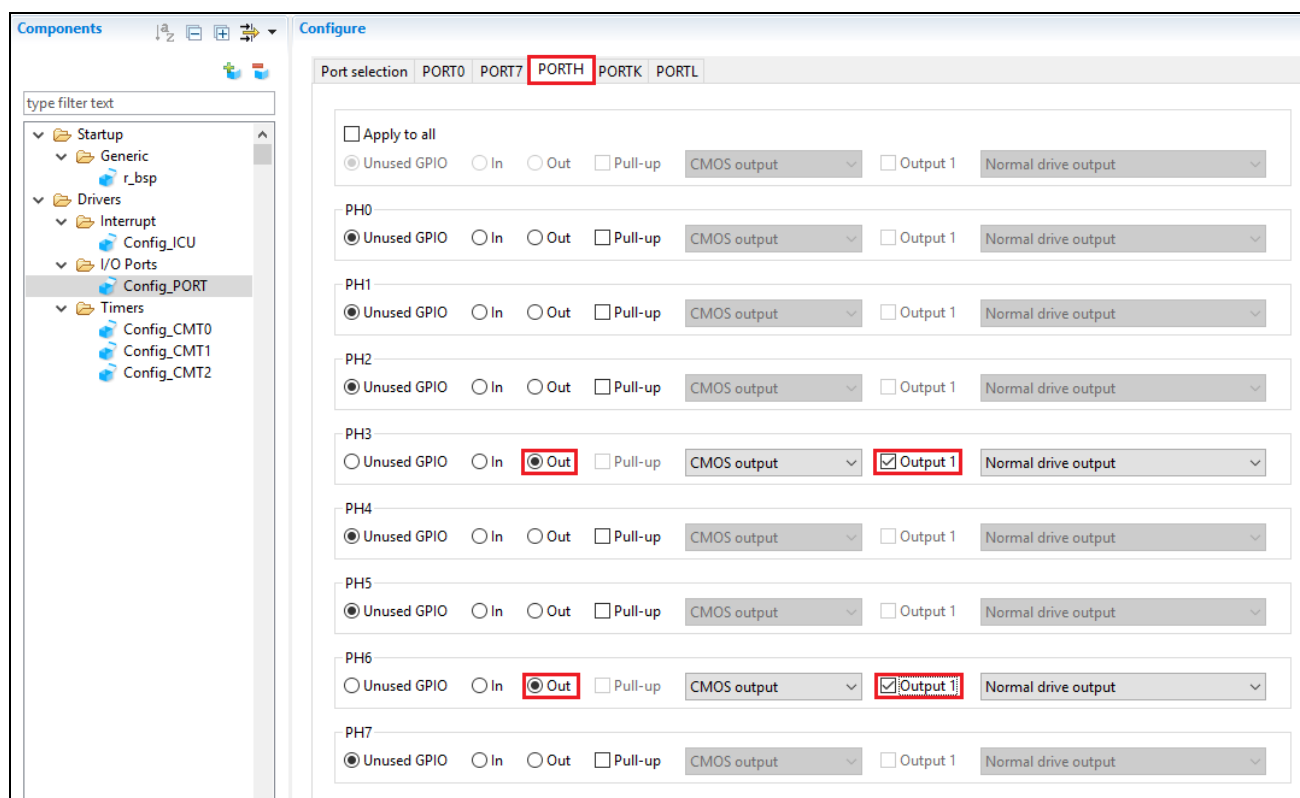 Components
Configure
Port selection PORT0 PORT7 PORTH PORTK PORTL
type filter text
Startup
Generic
r_bsp
Drivers
Interrupt
Config_ICU
I/O Ports
Config_PORT
Timers
Config_CMT0
Config_CMT1
Config_CMT2
Apply to all
Unused GPIO In Out Pull-up CMOS output Output 1 Normal drive output
PH0
Unused GPIO In Out Pull-up CMOS output Output 1 Normal drive output
PH1
Unused GPIO In Out Pull-up CMOS output Output 1 Normal drive output
PH2
Unused GPIO In Out Pull-up CMOS output Output 1 Normal drive output
PH3
Unused GPIO In Out Pull-up CMOS output Output 1 Normal drive output
PH4
Unused GPIO In Out Pull-up CMOS output Output 1 Normal drive output
PH5
Unused GPIO In Out Pull-up CMOS output Output 1 Normal drive output
PH6
Unused GPIO In Out Pull-up CMOS output Output 1 Normal drive output
PH7
Unused GPIO In Out Pull-up CMOS output Output 1 Normal drive output